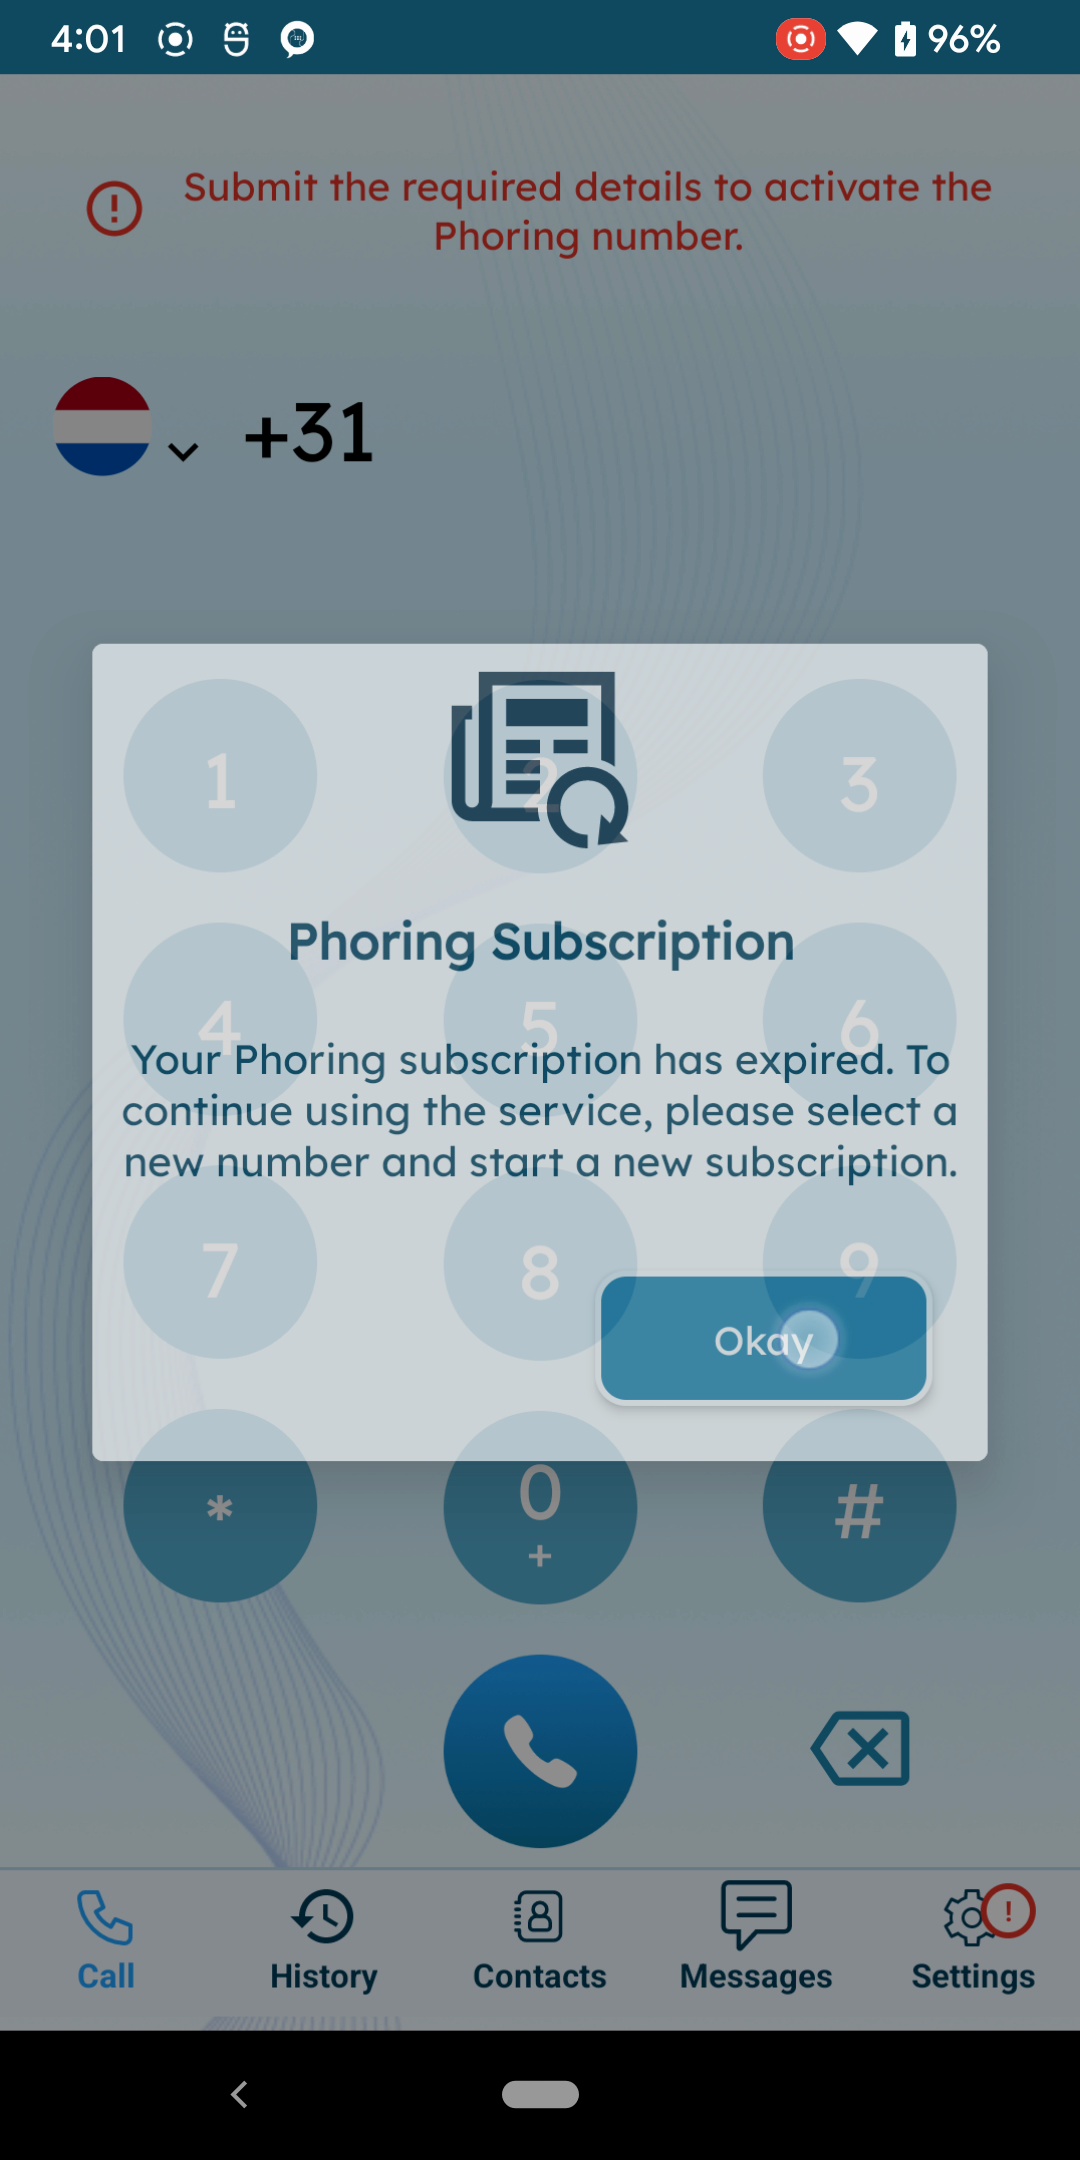 4:01
96%
Submit the required details to activate the
Phoring number.
+31
1
2
3
Phoring Subscription
4
5
6
Your Phoring subscription has expired. To
continue using the service, please select a
new number and start a new subscription.
7
8
9
Okay
*
0
+
#
Call
History
Contacts
Messages
Settings